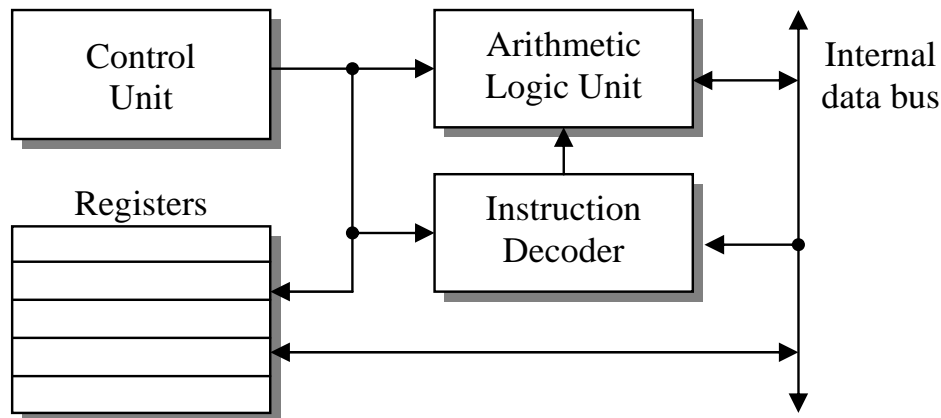 Control
Unit
Arithmetic
Logic Unit
Internal
data bus
Registers
Instruction
Decoder